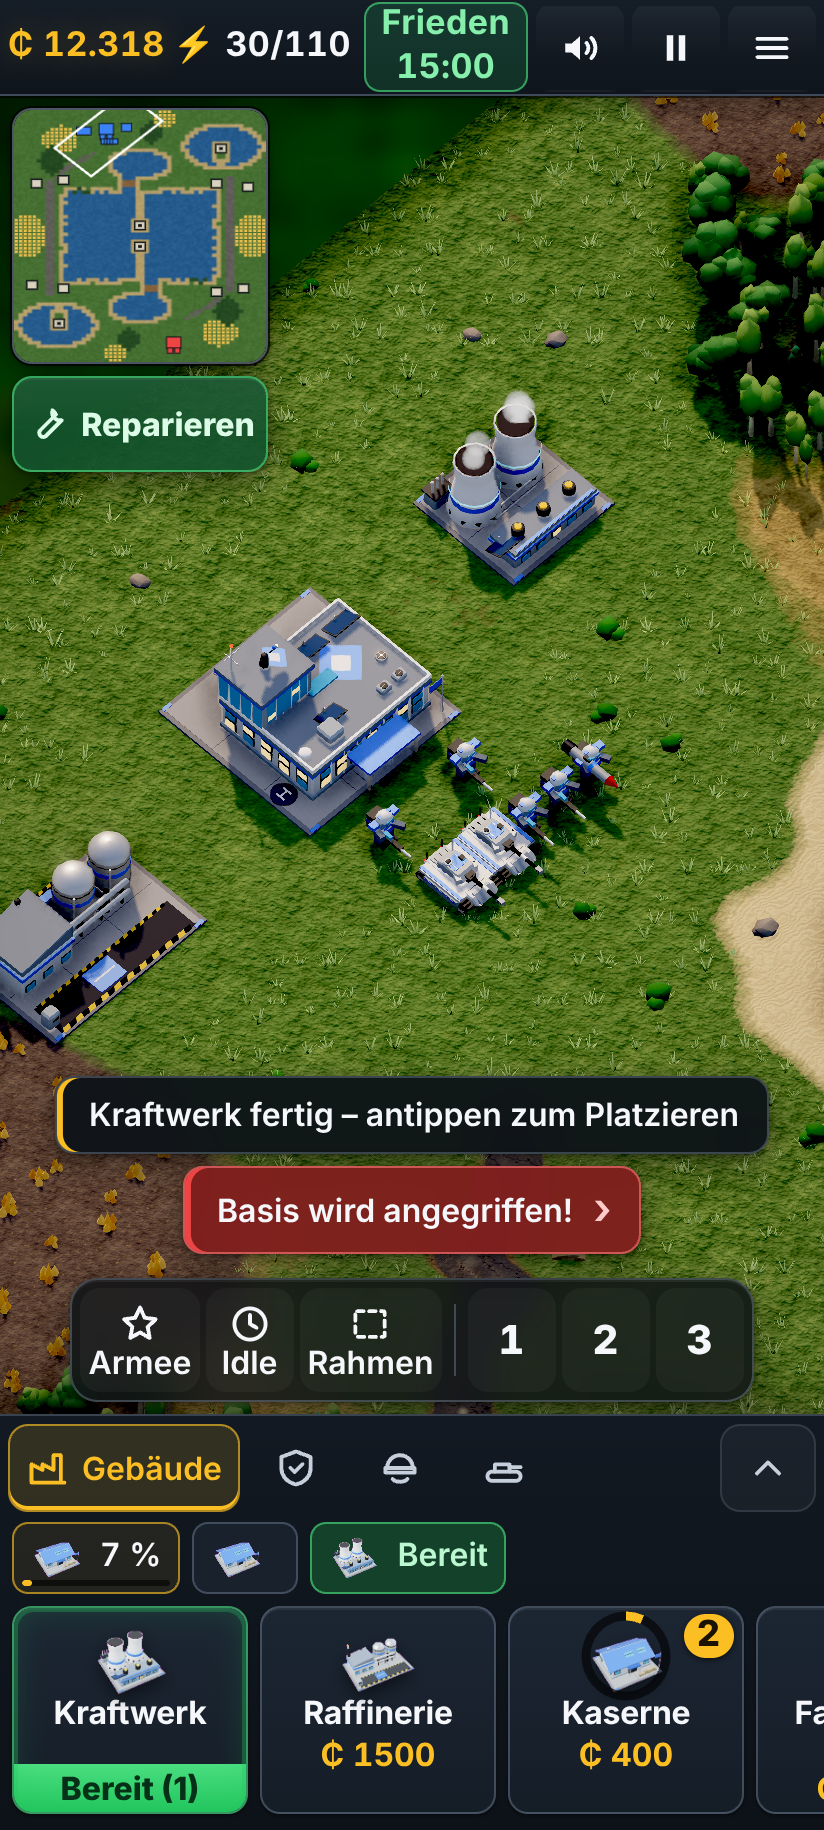 ₵ 12.318 ⚡ 30/110
Frieden
15:00
Reparieren
Kraftwerk fertig – antippen zum Platzieren
Basis wird angegriffen! ›
Armee
Idle
Rahmen
1
2
3
Gebäude
7 %
Bereit
Kraftwerk
Bereit (1)
Raffinerie
₵ 1500
2
Kaserne
₵ 400
Fa